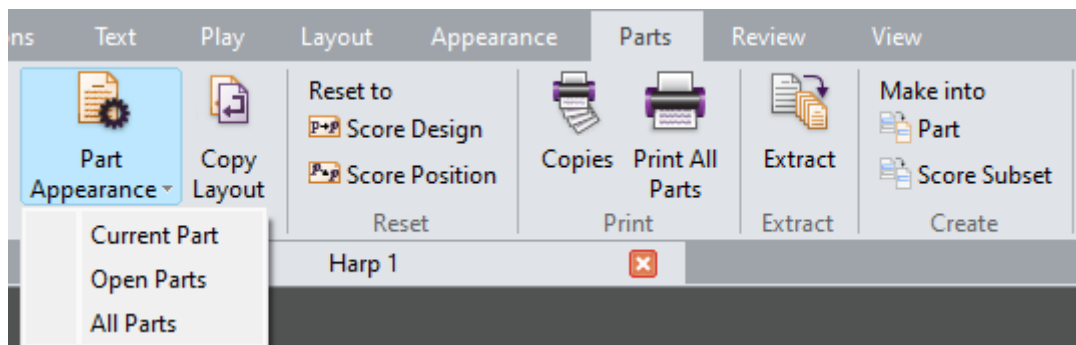 ns Text Play Layout Appearance Parts Review View
Part
Appearance
Copy
Layout
Reset to
p→p Score Design
Score Position
Reset
Copies
Print All
Parts
Print
Extract
Extract
Make into
Part
Score Subset
Create
Harp 1
Current Part
Open Parts
All Parts